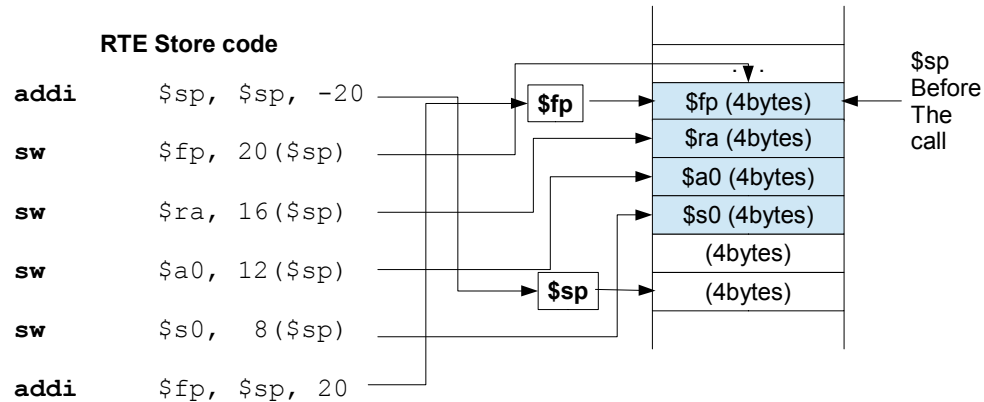 RTE Store code
addi $sp, $sp, -20
sw $fp, 20($sp)
sw $ra, 16($sp)
sw $a0, 12($sp)
sw $s0, 8($sp)
addi $fp, $sp, 20
$fp
$sp
. . .
$fp (4bytes)
$ra (4bytes)
$a0 (4bytes)
$s0 (4bytes)
(4bytes)
(4bytes)
$sp
Before
The
call